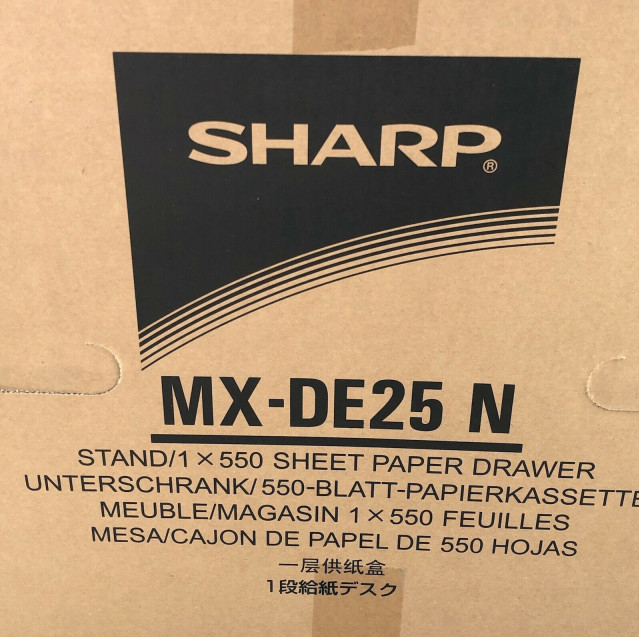 SHARP®
MX-DE25 N
STAND/1×550 SHEET PAPER DRAWER
UNTERSCHRANK/550-BLATT-PAPIERKASSETTE
MEUBLE/MAGASIN 1×550 FEUILLES
MESA/CAJON DE PAPEL DE 550 HOJAS
一层供纸盒
1段給紙デスク